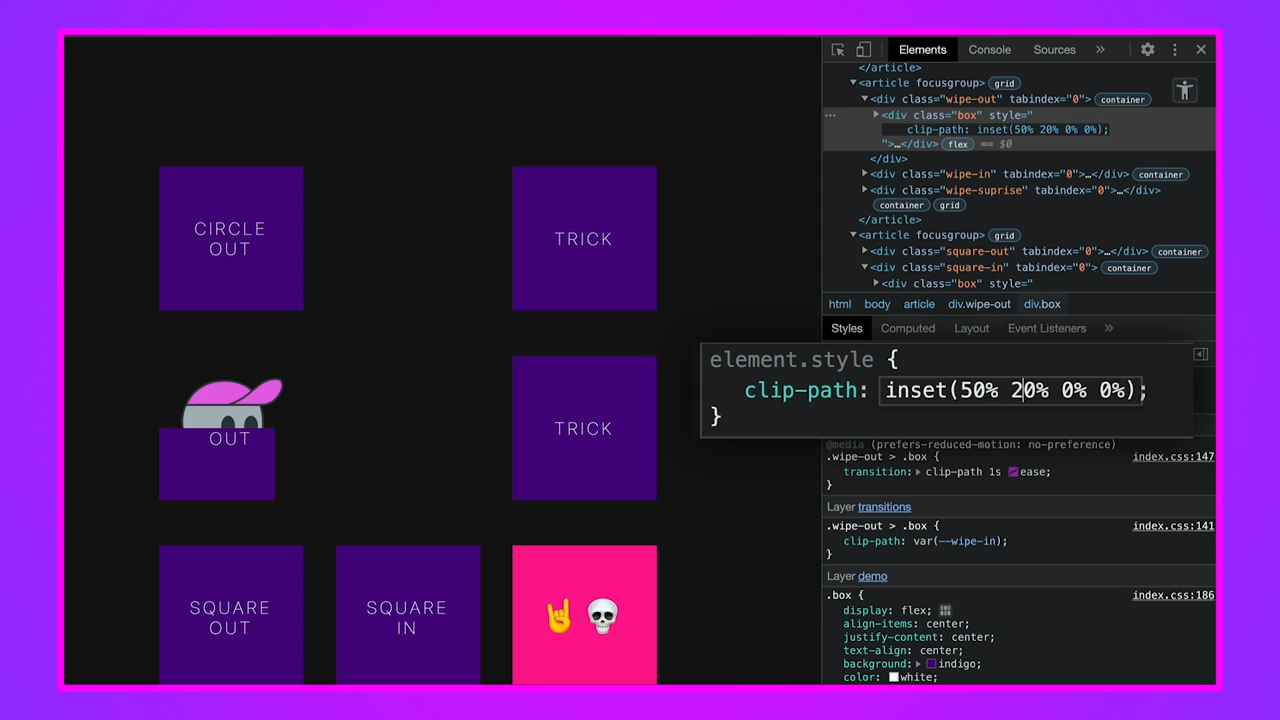 CIRCLE
OUT
TRICK
OUT
TRICK
SQUARE
OUT
SQUARE
IN
Elements Console Sources »
</article>
<article focusgroup> grid
<div class="wipe-out" tabindex="0"> container
<div class="box" style="
clip-path: inset(50% 20% 0% 0%);
">…</div> flex == $0
</div>
<div class="wipe-in" tabindex="0">…</div> container
<div class="wipe-suprise" tabindex="0">…</div>
container grid
</article>
<article focusgroup> grid
<div class="square-out" tabindex="0">…</div> container
<div class="square-in" tabindex="0"> container
<div class="box" style="
html body article div.wipe-out div.box
Styles Computed Layout Event Listeners »
element.style {
clip-path: inset(50% 20% 0% 0%);
}
@media (prefers-reduced-motion: no-preference)
.wipe-out > .box { index.css:147
transition: clip-path 1s ease;
}
Layer transitions
.wipe-out > .box { index.css:141
clip-path: var(--wipe-in);
}
Layer demo
.box { index.css:186
display: flex;
align-items: center;
justify-content: center;
text-align: center;
background: indigo;
color: white;